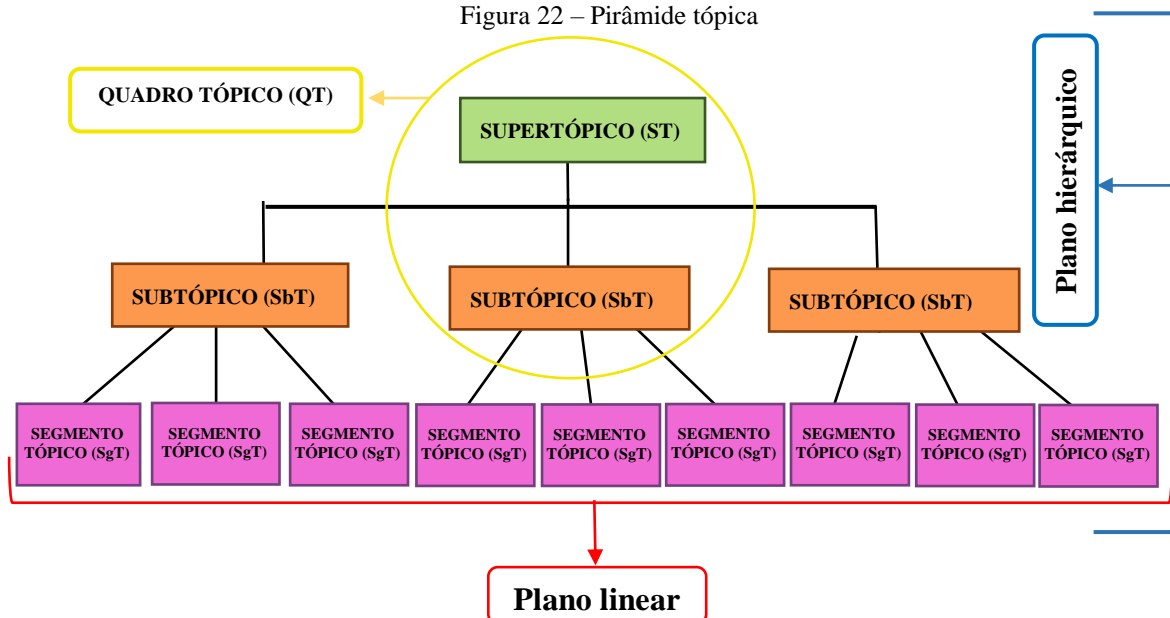 Figura 22 – Pirâmide tópica
QUADRO TÓPICO (QT)
SUPERTÓPICO (ST)
Plano hierárquico
SUBTÓPICO (SbT)
SUBTÓPICO (SbT)
SUBTÓPICO (SbT)
SEGMENTO
TÓPICO (SgT)
SEGMENTO
TÓPICO (SgT)
SEGMENTO
TÓPICO (SgT)
SEGMENTO
TÓPICO (SgT)
SEGMENTO
TÓPICO (SgT)
SEGMENTO
TÓPICO (SgT)
SEGMENTO
TÓPICO (SgT)
SEGMENTO
TÓPICO (SgT)
SEGMENTO
TÓPICO (SgT)
Plano linear